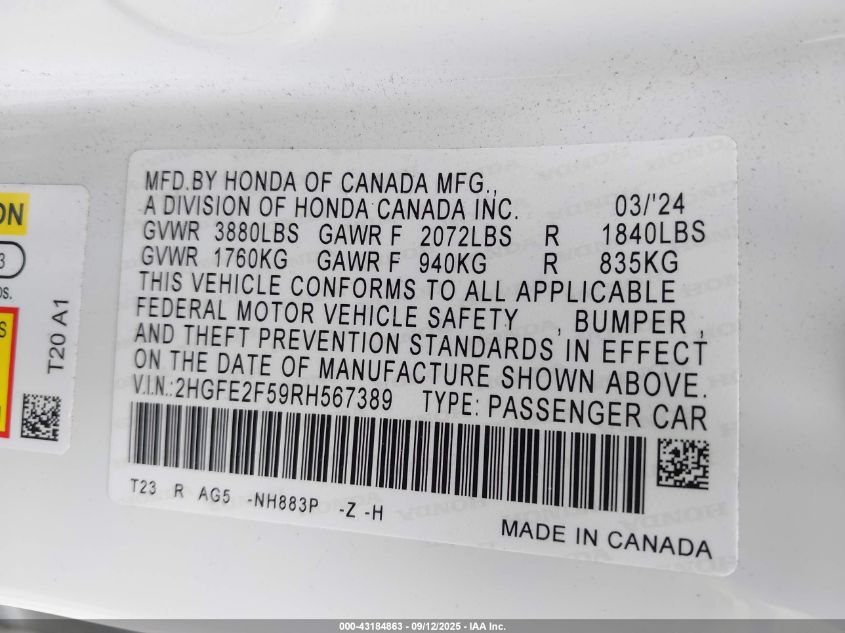 MFD.BY HONDA OF CANADA MFG.,
A DIVISION OF HONDA CANADA INC. 03/'24
GVWR 3880LBS GAWR F 2072LBS R 1840LBS
GVWR 1760KG GAWR F 940KG R 835KG
THIS VEHICLE CONFORMS TO ALL APPLICABLE
FEDERAL MOTOR VEHICLE SAFETY , BUMPER ,
AND THEFT PREVENTION STANDARDS IN EFFECT
ON THE DATE OF MANUFACTURE SHOWN ABOVE.
V.I.N.:2HGFE2F59RH567389 TYPE: PASSENGER CAR
T23 R AG5 -NH883P -Z -H
MADE IN CANADA
T20 A1
000-43184863 - 09/12/2025 - IAA Inc.